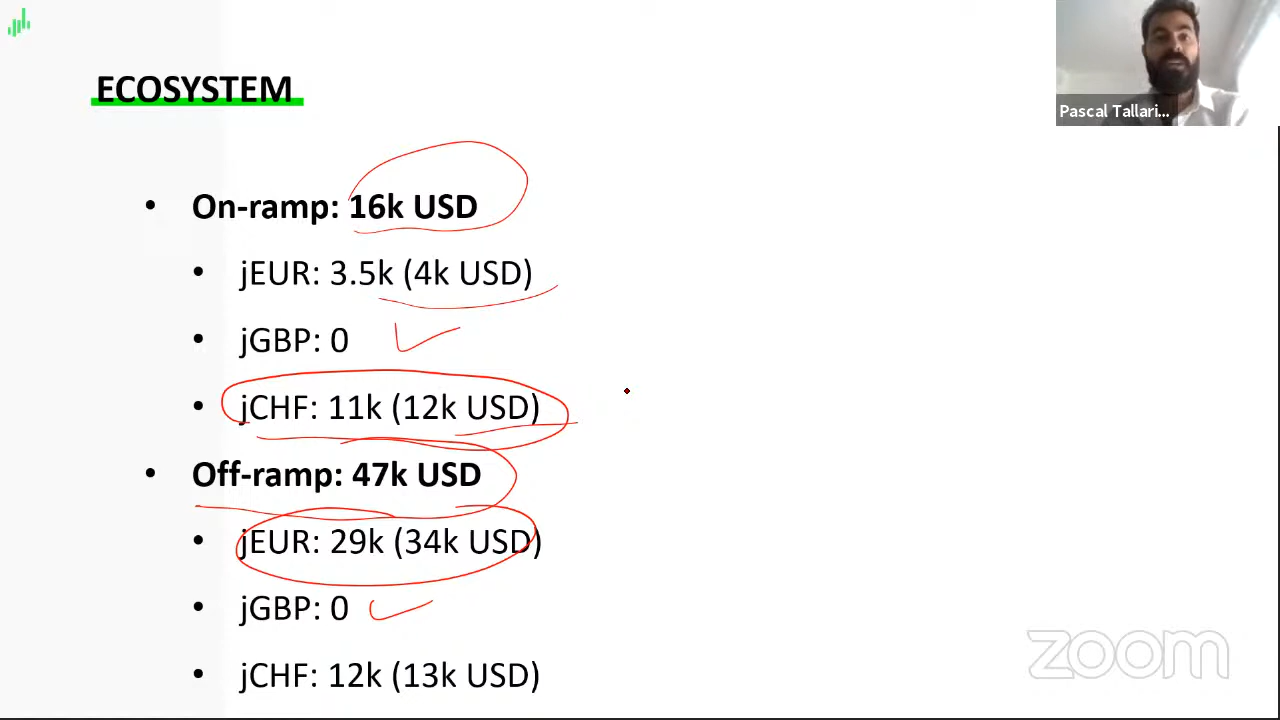 ECOSYSTEM
Pascal Tallari...
• On-ramp: 16k USD
• jEUR: 3.5k (4k USD)
• jGBP: 0
• jCHF: 11k (12k USD)
• Off-ramp: 47k USD
• jEUR: 29k (34k USD)
• jGBP: 0
• jCHF: 12k (13k USD)
zoom